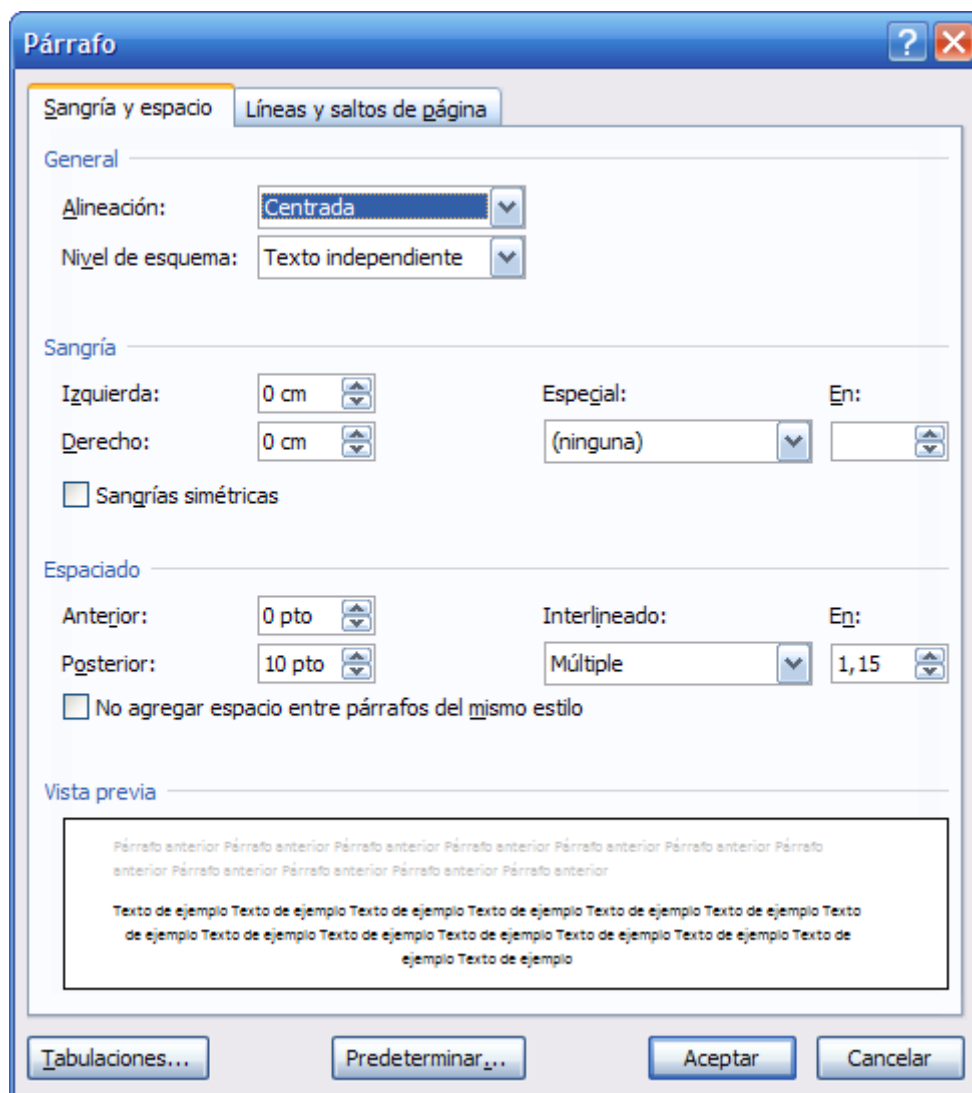 Párrafo
Sangría y espacio Líneas y saltos de página
General
Alineación: Centrada
Nivel de esquema: Texto independiente
Sangría
Izquierda: 0 cm Especial: En:
Derecho: 0 cm (ninguna)
Sangrías simétricas
Espaciado
Anterior: 0 pto Interlineado: En:
Posterior: 10 pto Múltiple 1,15
No agregar espacio entre párrafos del mismo estilo
Vista previa
Párrafo anterior Párrafo anterior Párrafo anterior Párrafo anterior Párrafo anterior Párrafo anterior Párrafo
anterior Párrafo anterior Párrafo anterior Párrafo anterior Párrafo anterior
Texto de ejemplo Texto de ejemplo Texto de ejemplo Texto de ejemplo Texto de ejemplo Texto de ejemplo Texto
de ejemplo Texto de ejemplo Texto de ejemplo Texto de ejemplo Texto de ejemplo Texto de ejemplo Texto de
ejemplo Texto de ejemplo
Tabulaciones... Predeterminar... Aceptar Cancelar